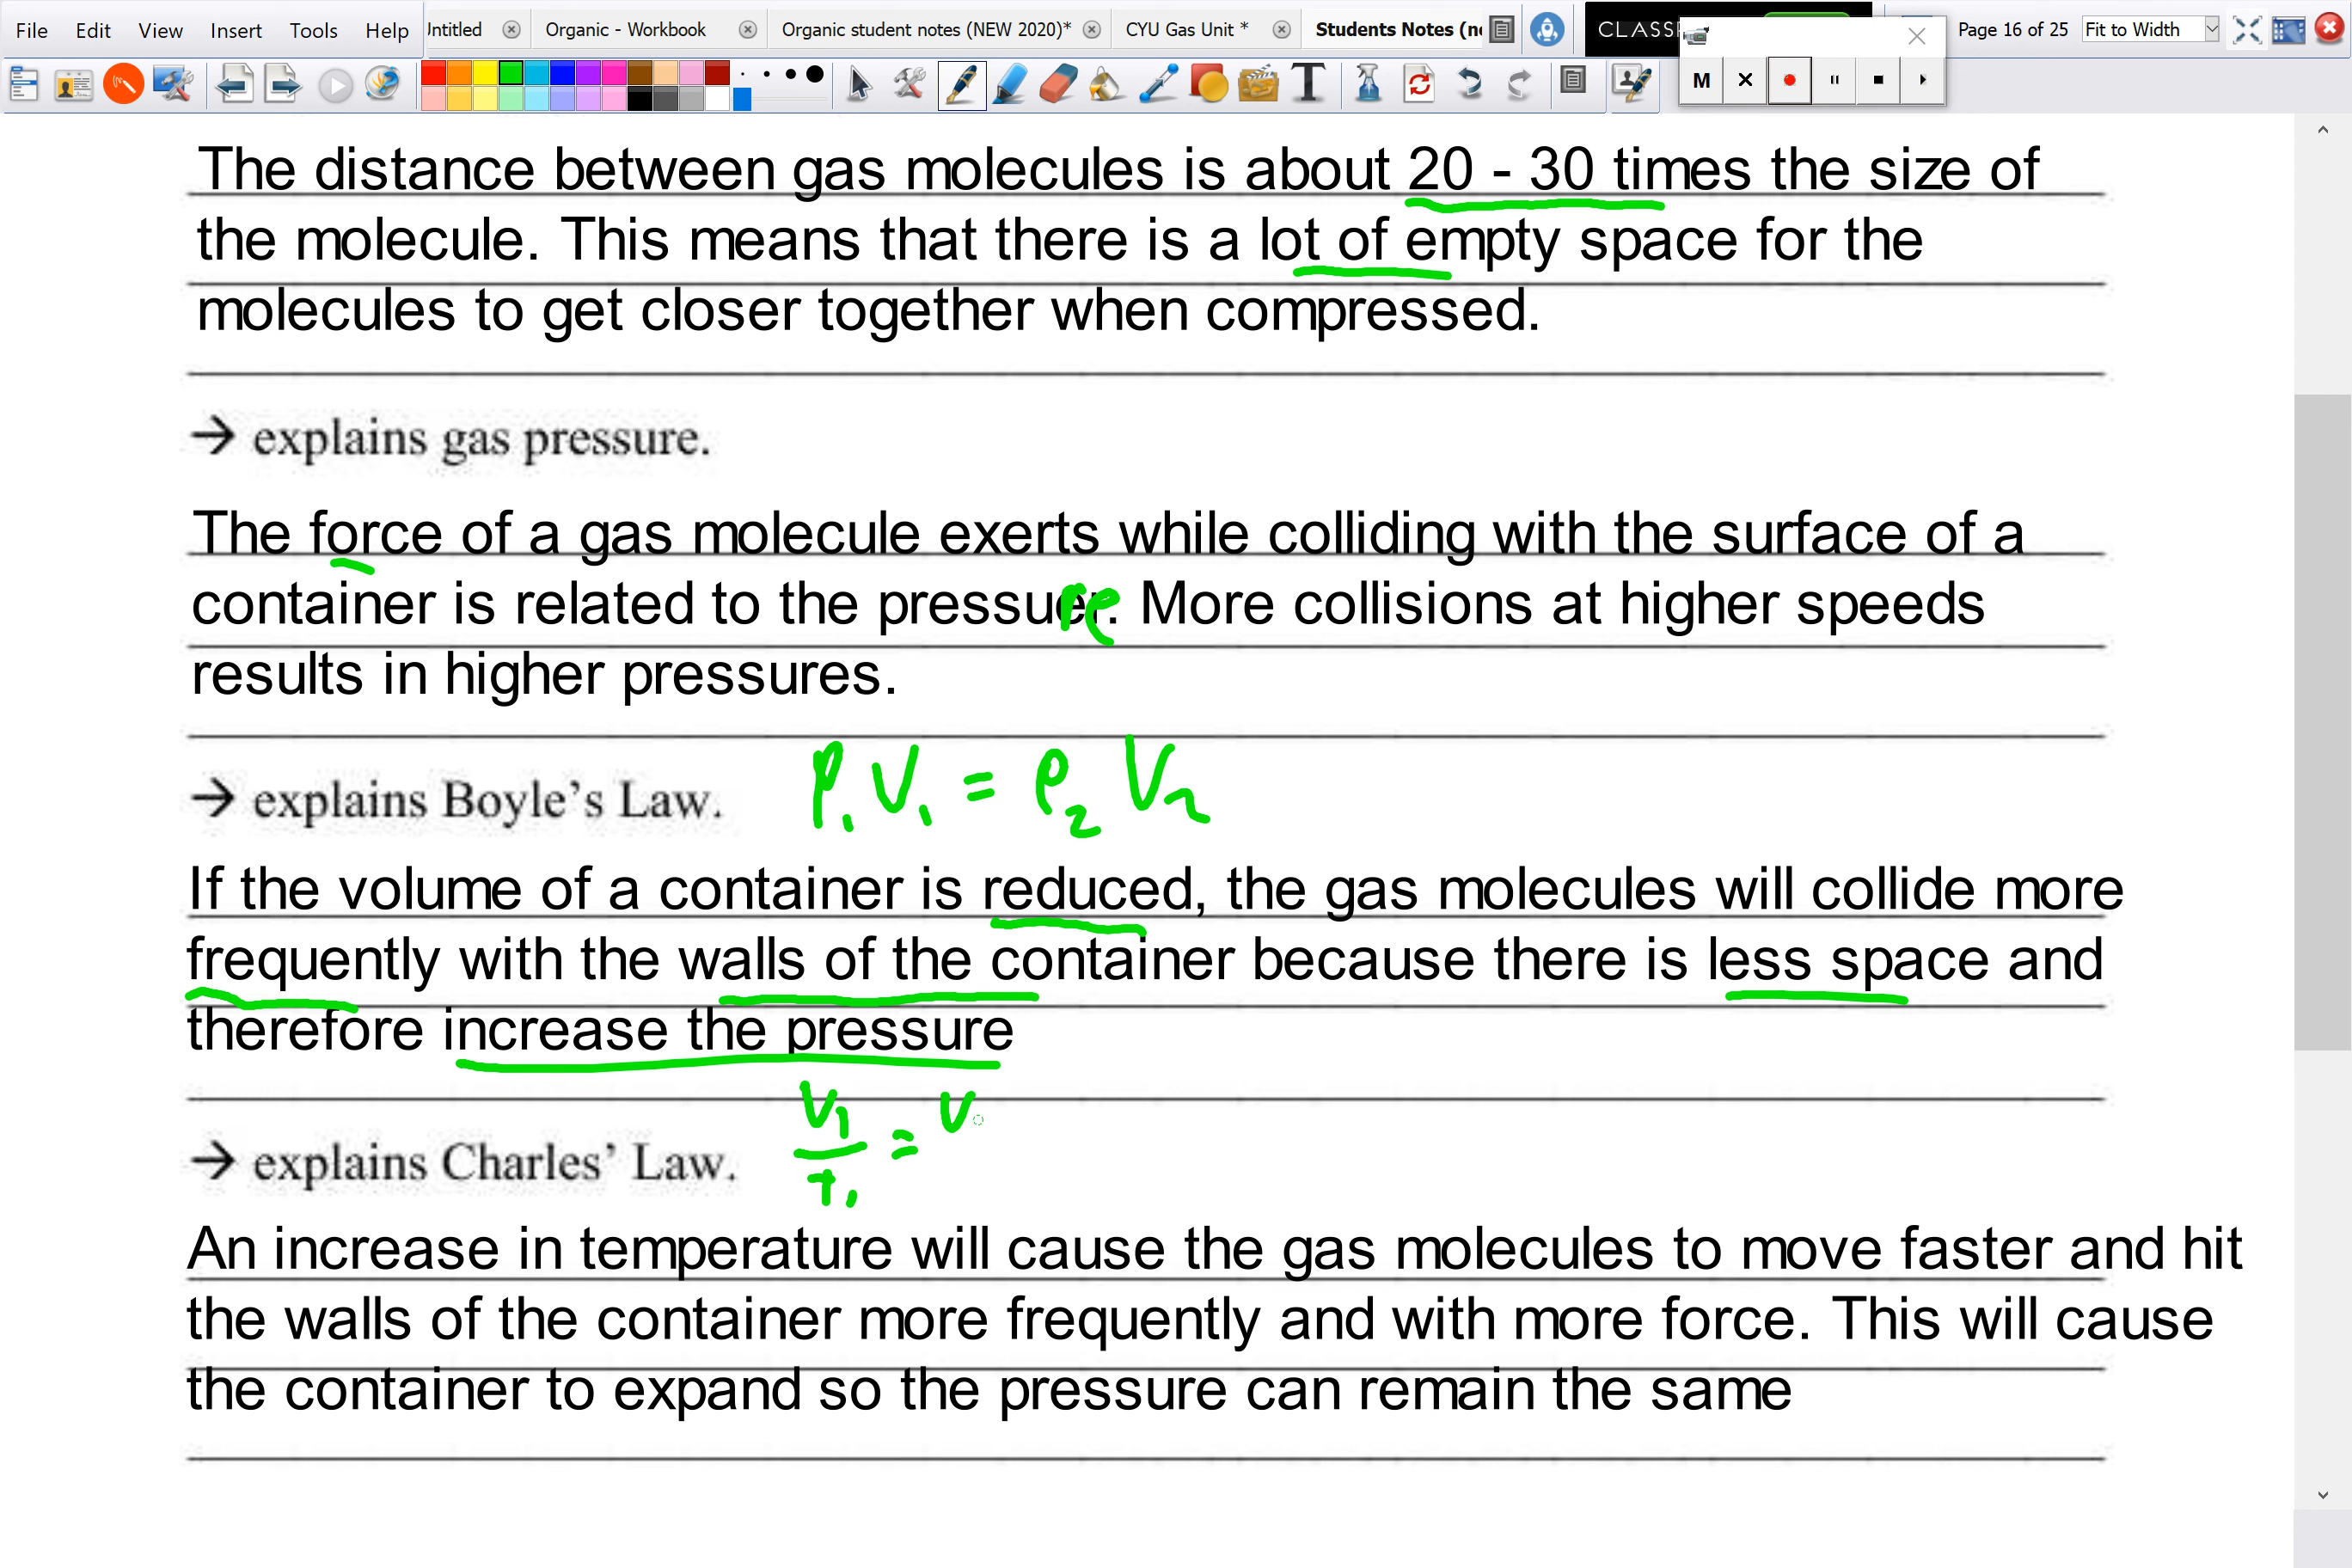 File Edit View Insert Tools Help Intitled Organic - Workbook Organic student notes (NEW 2020)* CYU Gas Unit * Students Notes (n Page 16 of 25 Fit to Width
M
The distance between gas molecules is about 20 - 30 times the size of
the molecule. This means that there is a lot of empty space for the
molecules to get closer together when compressed.
→ explains gas pressure.
The force of a gas molecule exerts while colliding with the surface of a
container is related to the pressure. More collisions at higher speeds
results in higher pressures.
→ explains Boyle's Law. P₁V₁ = P₂V₂
If the volume of a container is reduced, the gas molecules will collide more
frequently with the walls of the container because there is less space and
therefore increase the pressure
→ explains Charles' Law. V₁/T₁ = V
An increase in temperature will cause the gas molecules to move faster and hit
the walls of the container more frequently and with more force. This will cause
the container to expand so the pressure can remain the same